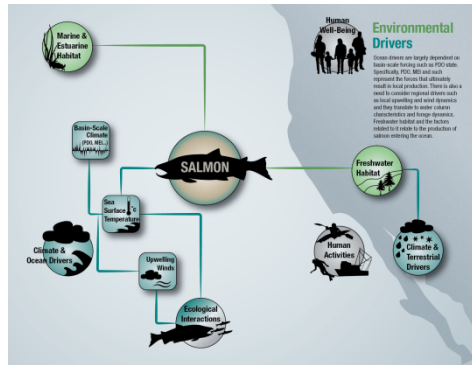 Marine &
Estuarine
Habitat
Human
Well-Being
Environmental
Drivers
Ocean drivers are largely dependent on
basin-scale forcing such as PDO state.
Specifically, PDO, MEI and such
represent the forces that ultimately
result in local production. There is also a
need to consider regional drivers such
as local upwelling and wind dynamics
and they translate to water column
characteristics and forage dynamics.
Freshwater habitat and the factors
related to it relate to the production of
salmon entering the ocean.
Basin-Scale
Climate
(PDO, MEI..)
SALMON
Freshwater
Habitat
Sea
Surface
Temperature
°c
Climate &
Ocean Drivers
Upwelling
Winds
Human
Activities
Climate &
Terrestrial
Drivers
Ecological
Interactions